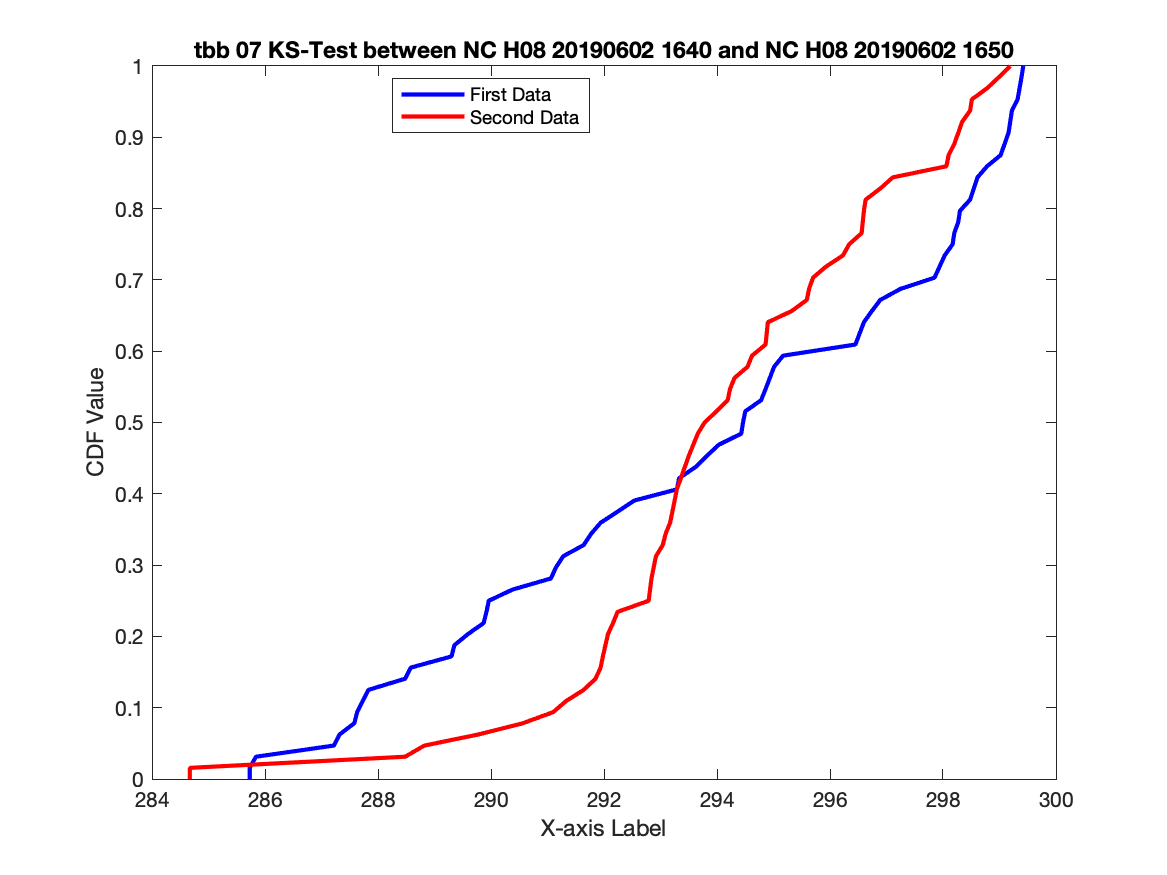 tbb 07 KS-Test between NC H08 20190602 1640 and NC H08 20190602 1650
First Data
Second Data
CDF Value
1
0.9
0.8
0.7
0.6
0.5
0.4
0.3
0.2
0.1
0
284 286 288 290 292 294 296 298 300
X-axis Label